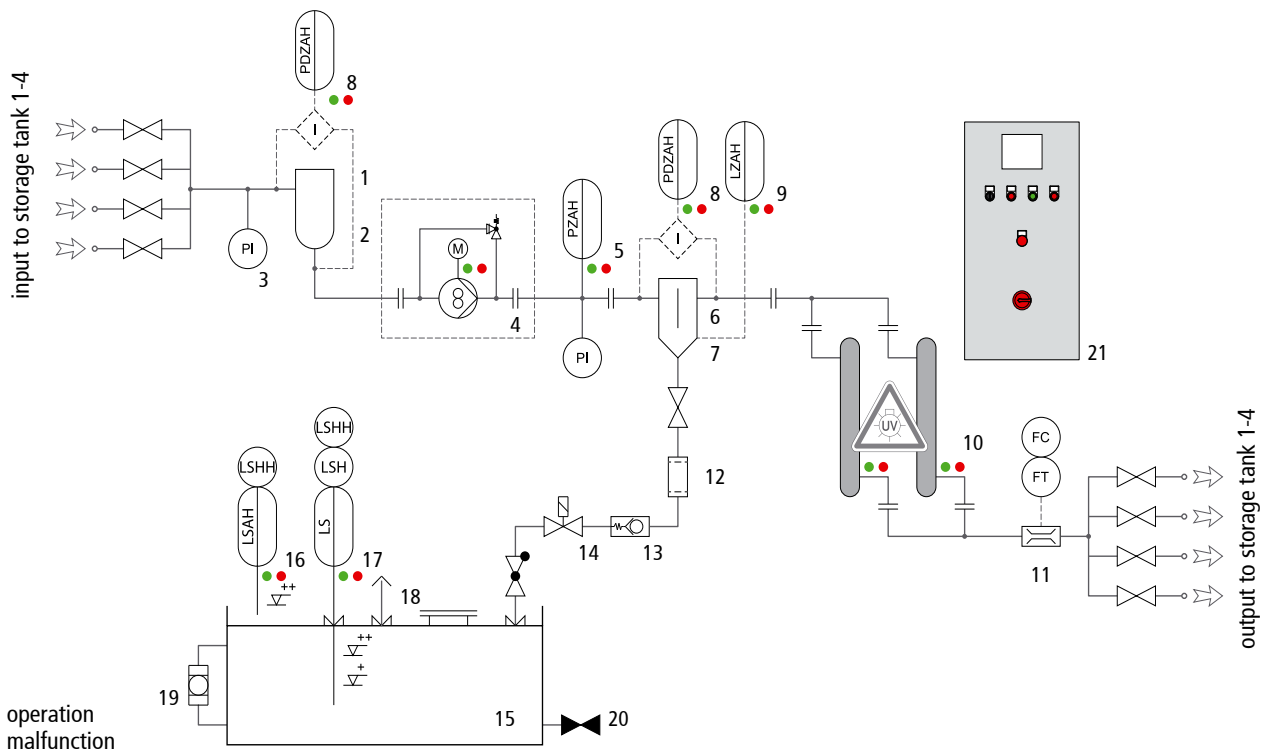 input to storage tank 1-4
PDZAH
8
I
1
2
PI
3
M
4
PZAH
5
PI
PDZAH
8
I
LZAH
9
6
7
UV
10
FC
FT
11
21
output to storage tank 1-4
12
13
14
LSHH
LSAH
16
++
LSHH
LSH
LS
17
18
++
+
19
15
20
operation
malfunction